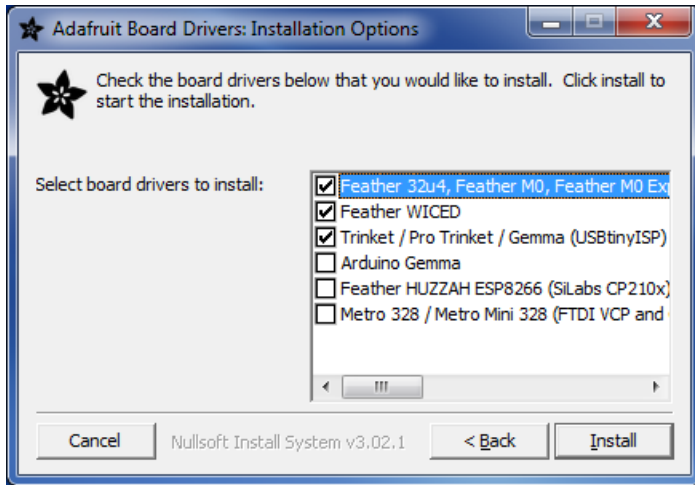 Adafruit Board Drivers: Installation Options
Check the board drivers below that you would like to install. Click install to
start the installation.
Select board drivers to install:
Feather 32u4, Feather M0, Feather M0
Feather WICED
Trinket / Pro Trinket / Gemma (USBtinyISP)
Arduino Gemma
Feather HUZZAH ESP8266 (SiLabs CP210x)
Metro 328 / Metro Mini 328 (FTDI VCP and
Cancel
Nullsoft Install System v3.02.1
< Back
Install